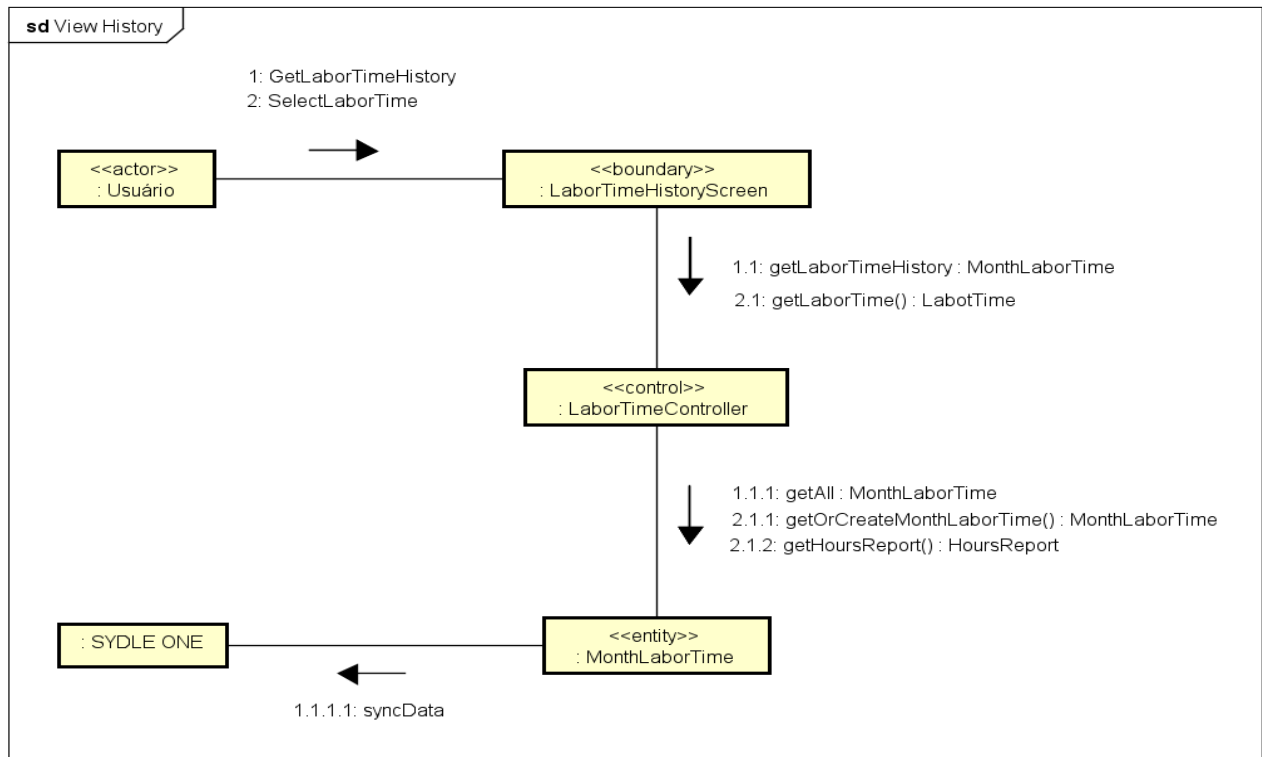 sd View History
1: GetLaborTimeHistory
2: SelectLaborTime
<<actor>>
: Usuário
<<boundary>>
: LaborTimeHistoryScreen
1.1: getLaborTimeHistory : MonthLaborTime
2.1: getLaborTime() : LabotTime
<<control>>
: LaborTimeController
1.1.1: getAll : MonthLaborTime
2.1.1: getOrCreateMonthLaborTime() : MonthLaborTime
2.1.2: getHoursReport() : HoursReport
: SYDLE ONE
<<entity>>
: MonthLaborTime
1.1.1.1: syncData